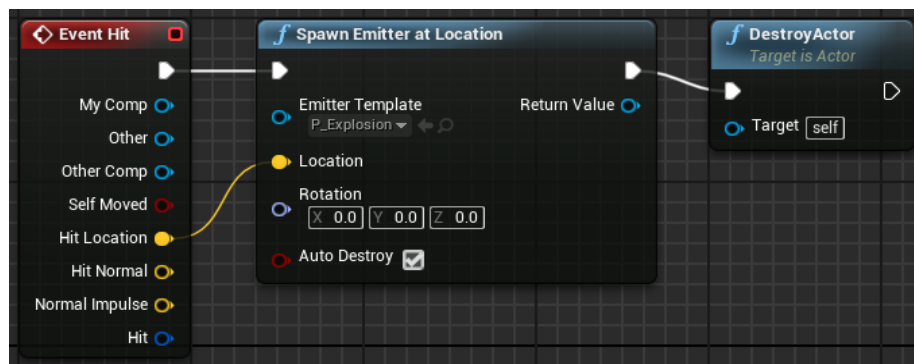 Event Hit
My Comp
Other
Other Comp
Self Moved
Hit Location
Hit Normal
Normal Impulse
Hit
f Spawn Emitter at Location
Emitter Template
P_Explosion
Return Value
Location
Rotation
X 0.0 Y 0.0 Z 0.0
Auto Destroy
f DestroyActor
Target is Actor
Target self